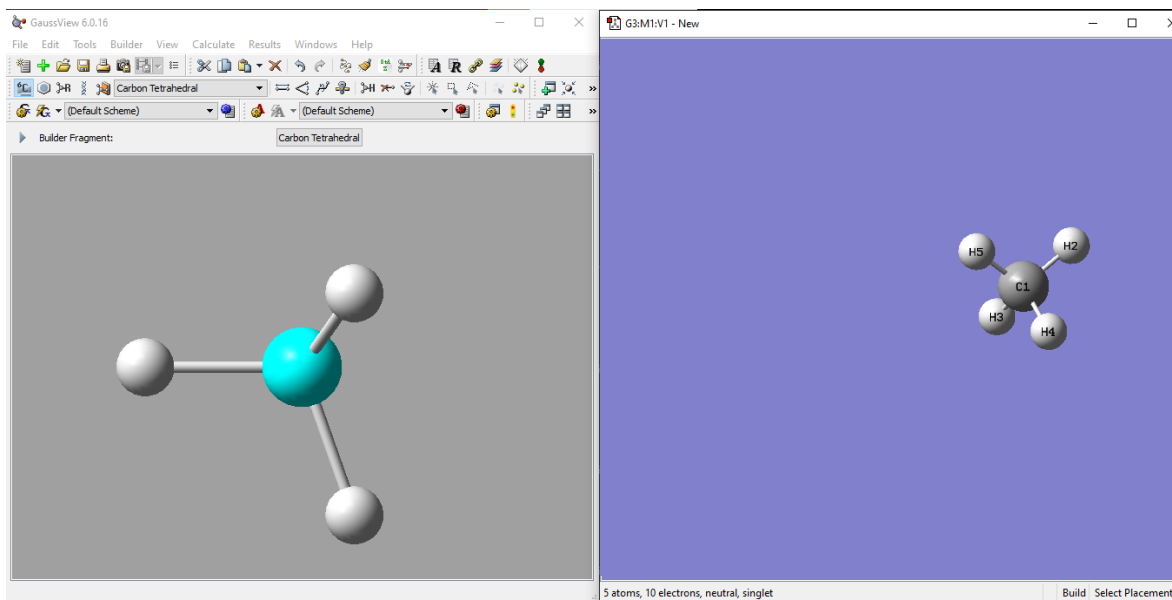 GaussView 6.0.16
File Edit Tools Builder View Calculate Results Windows Help
Carbon Tetrahedral
(Default Scheme) (Default Scheme)
Builder Fragment: Carbon Tetrahedral
G3:M1:V1 - New
H5 H2
C1
H3 H4
5 atoms, 10 electrons, neutral, singlet Build Select Placement